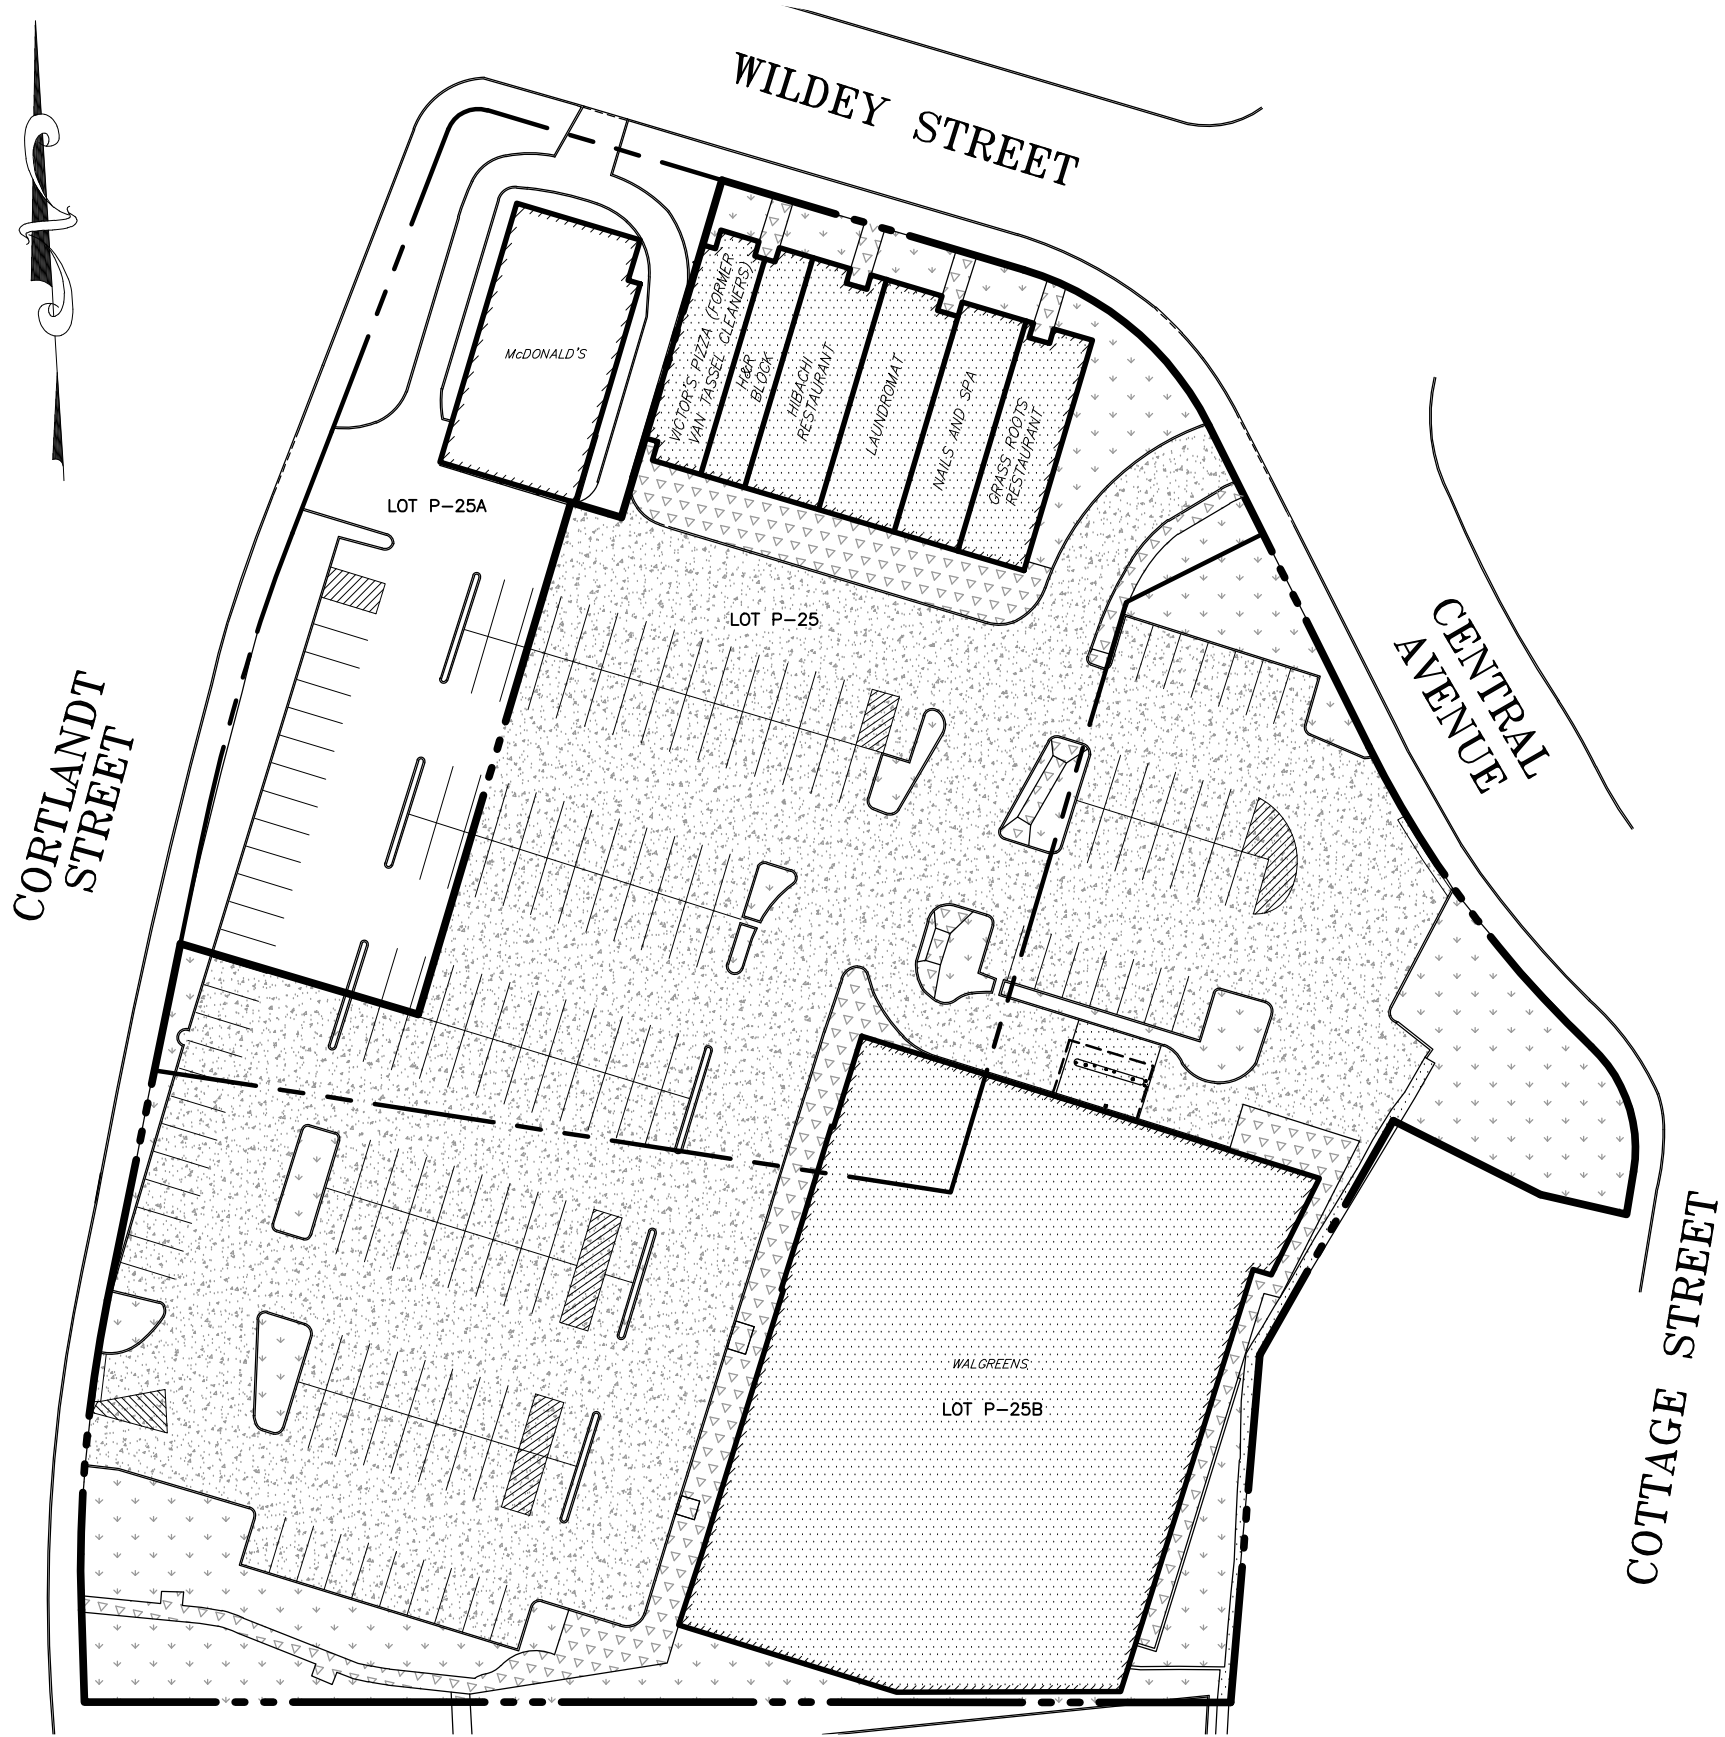 WILDEY STREET
McDONALD'S
VICTOR'S PIZZA (FORMER
VAN TASSEL CLEANERS)
H&R
BLOCK
HIBACHI
RESTAURANT
LAUNDROMAT
NAILS AND SPA
GRASS ROOTS
RESTAURANT
LOT P-25A
LOT P-25
CENTRAL
AVENUE
CORTLANDT
STREET
WALGREENS
LOT P-25B
COTTAGE STREET